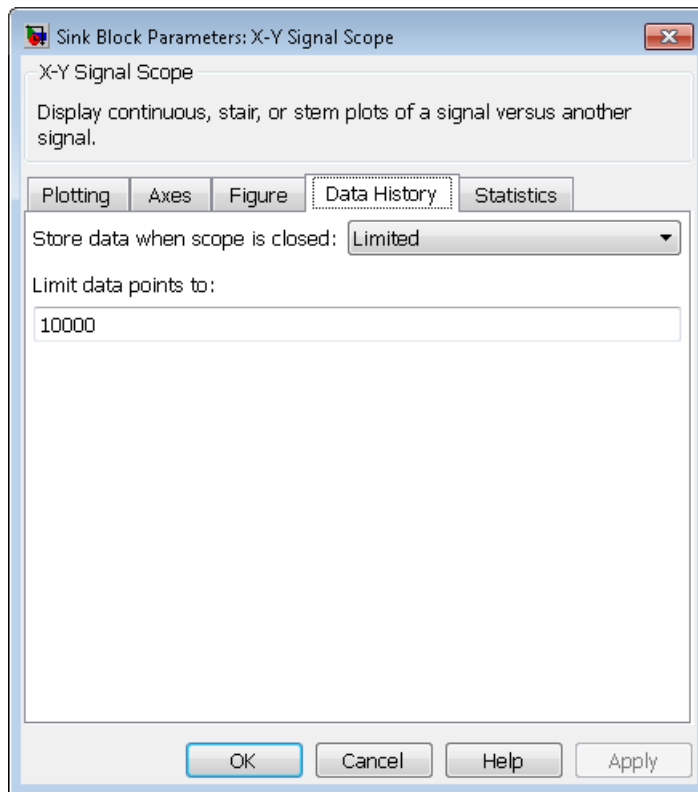 Sink Block Parameters: X-Y Signal Scope
X-Y Signal Scope
Display continuous, stair, or stem plots of a signal versus another
signal.
Plotting Axes Figure Data History Statistics
Store data when scope is closed: Limited
Limit data points to:
10000
OK Cancel Help Apply